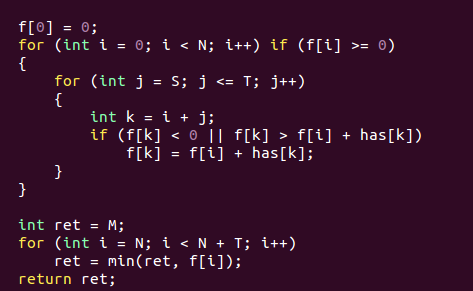 f[0] = 0;
for (int i = 0; i < N; i++) if (f[i] >= 0)
{
    for (int j = S; j <= T; j++)
    {
        int k = i + j;
        if (f[k] < 0 || f[k] > f[i] + has[k])
            f[k] = f[i] + has[k];
    }
}

int ret = M;
for (int i = N; i < N + T; i++)
    ret = min(ret, f[i]);
return ret;